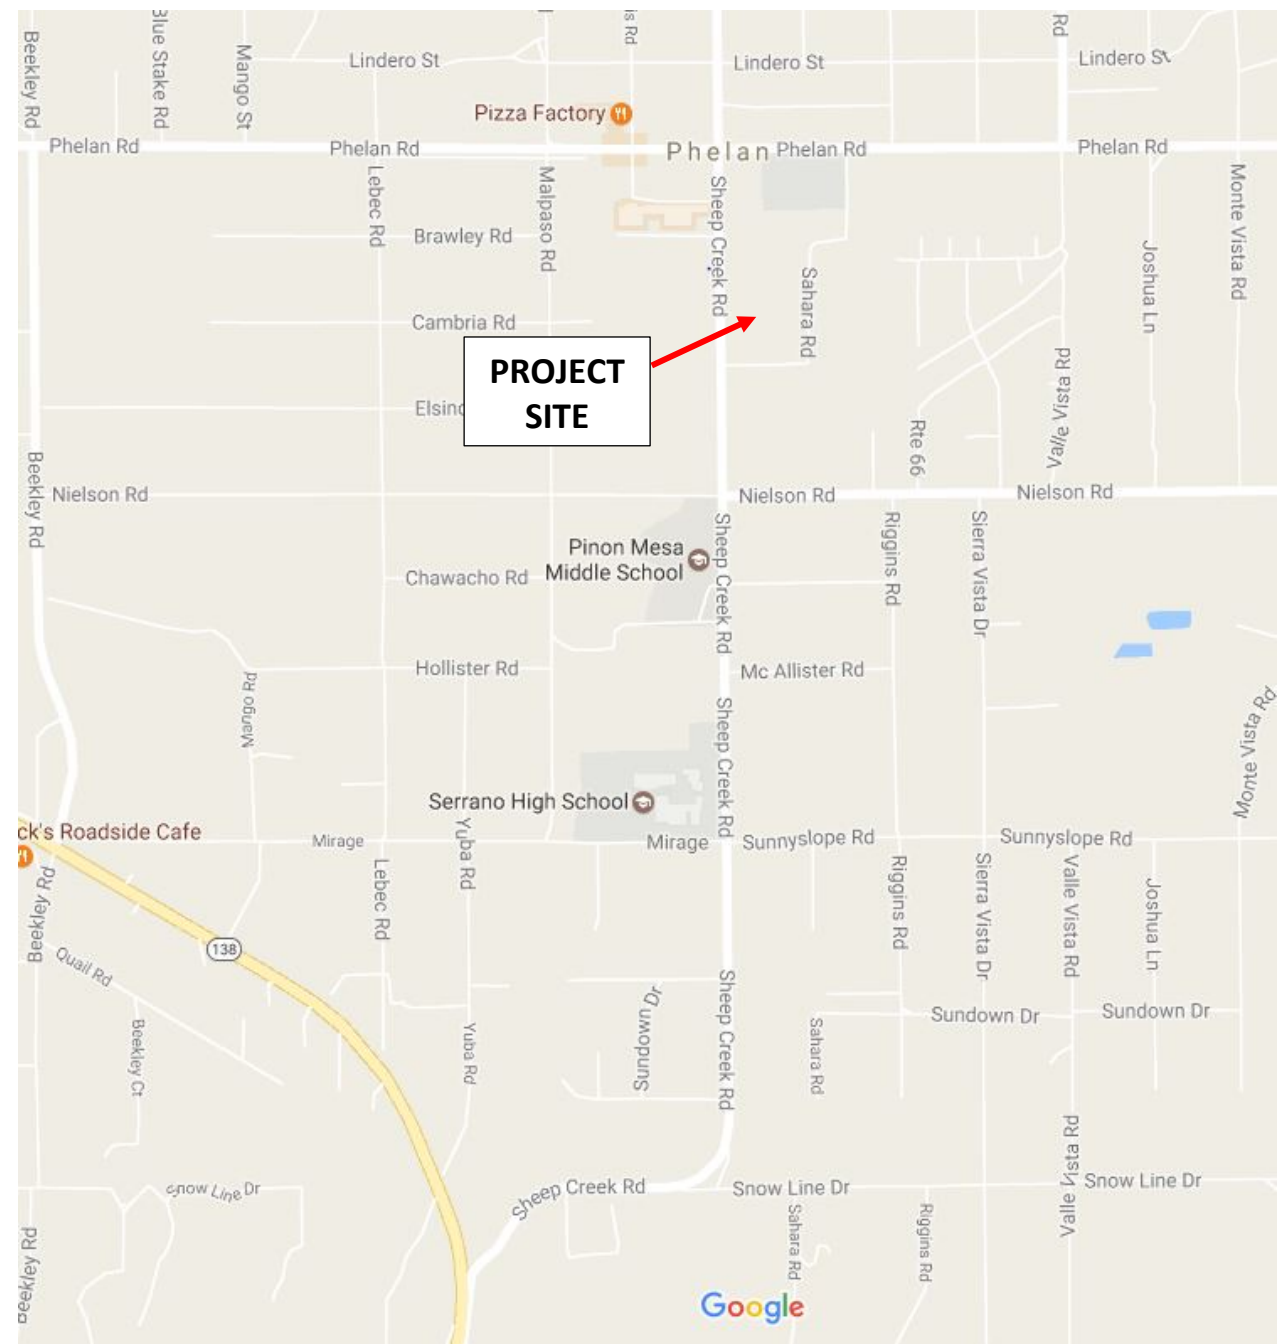 Beekley Rd
Blue Stake Rd
Mango St
Lindero St
is Rd
Lindero St
Rd
Lindero St
Pizza Factory
Phelan Rd
Phelan Rd
Phelan
Phelan Rd
Phelan Rd
Lebec Rd
Malpaso Rd
Sheep Creek Rd
Monte Vista Rd
Brawley Rd
Joshua Ln
Sahara Rd
Cambria Rd
PROJECT
SITE
Valle Vista Rd
Elsino
Rte 66
Beekley Rd
Nielson Rd
Nielson Rd
Nielson Rd
Pinon Mesa
Middle School
Sheep Creek Rd
Riggins Rd
Sierra Vista Dr
Chawacho Rd
Hollister Rd
Mc Allister Rd
Mango Rd
Sheep Creek Rd
Monte Vista Rd
Serrano High School
ck's Roadside Cafe
Mirage
Yuba Rd
Mirage
Sunnyslope Rd
Sunnyslope Rd
Beekley Rd
Lebec Rd
Riggins Rd
Sierra Vista Dr
Valle Vista Rd
Joshua Ln
138
Quail Rd
Sheep Creek Rd
Sundown Dr
Sundown Dr
Sundown Dr
Beekley Ct
Yuba Rd
Sahara Rd
Valle Vista Rd
Snow Line Dr
Sheep Creek Rd
Snow Line Dr
Snow Line Dr
Beekley Rd
Sahara Rd
Riggins Rd
Google